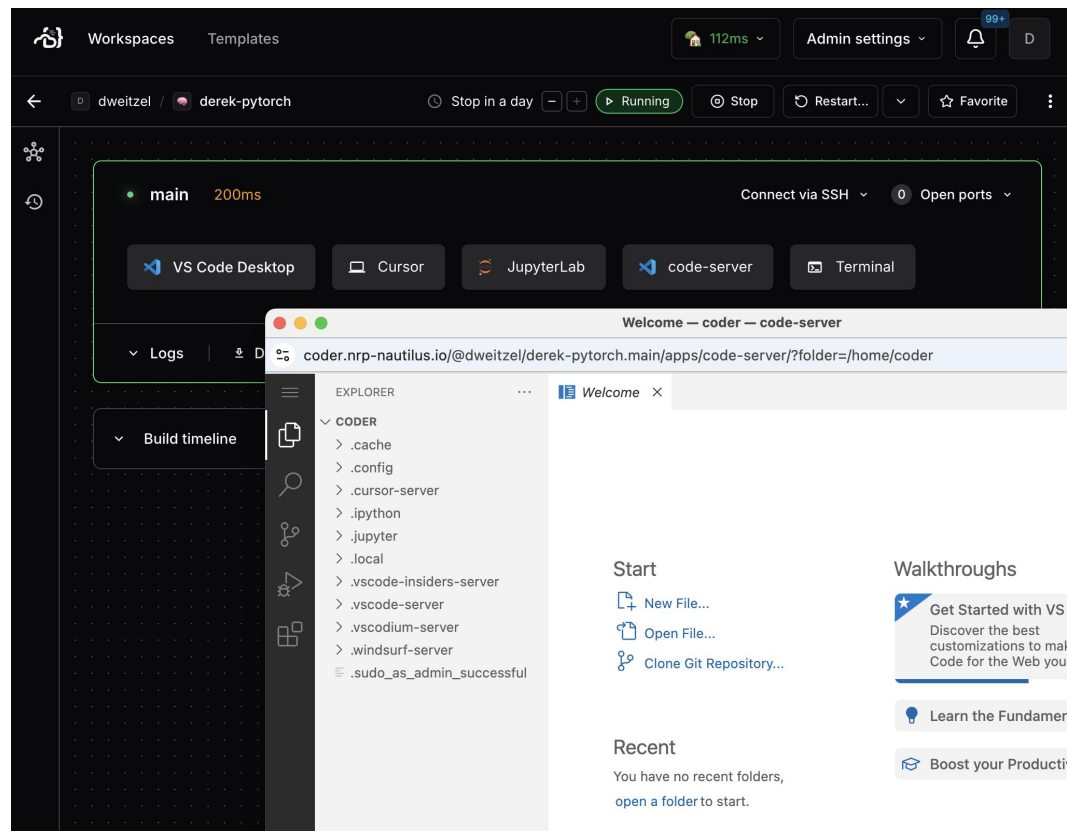 Workspaces Templates 112ms Admin settings 99+ D
D dweitzel / derek-pytorch Stop in a day Running Stop Restart... Favorite
main 200ms Connect via SSH 0 Open ports
VS Code Desktop Cursor JupyterLab code-server Terminal
Logs D
Build timeline
Welcome — coder — code-server
coder.nrp-nautilus.io/@dweitzel/derek-pytorch.main/apps/code-server/?folder=/home/coder
EXPLORER ...
Welcome
CODER
.cache
.config
.cursor-server
.ipython
.jupyter
.local
.vscode-insiders-server
.vscode-server
.vscodium-server
.windsurf-server
.sudo_as_admin_successful
Start
New File...
Open File...
Clone Git Repository...
Recent
You have no recent folders,
open a folder to start.
Walkthroughs
Get Started with VS
Discover the best
customizations to mak
Code for the Web you
Learn the Fundamen
Boost your Producti